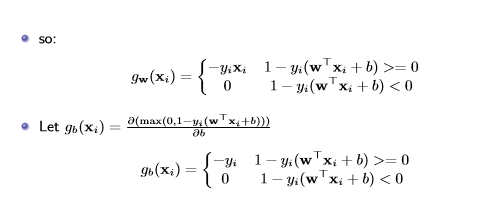 so:
g_w(x_i) = { −y_i x_i   1 − y_i(w^⊤ x_i + b) >= 0
0   1 − y_i(w^⊤ x_i + b) < 0
Let g_b(x_i) = ∂(max(0,1−y_i(w^⊤ x_i+b))) / ∂b
g_b(x_i) = { −y_i   1 − y_i(w^⊤ x_i + b) >= 0
0   1 − y_i(w^⊤ x_i + b) < 0